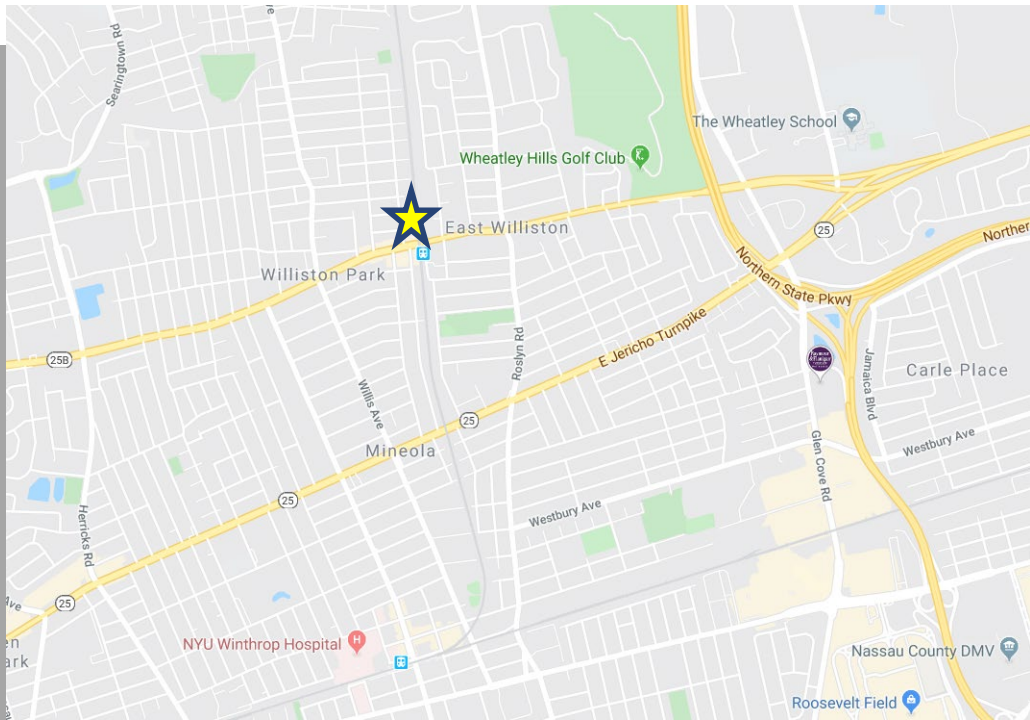 Searingtown Rd
The Wheatley School
Wheatley Hills Golf Club
East Williston
25
Northern
Williston Park
Northern State Pkwy
E Jericho Turnpike
Roslyn Rd
25B
Jamaica Blvd
Carle Place
Willis Ave
25
Mineola
Glen Cove Rd
Westbury Ave
25
Westbury Ave
Herricks Rd
Ave
25
en
ark
NYU Winthrop Hospital
H
Nassau County DMV
Roosevelt Field